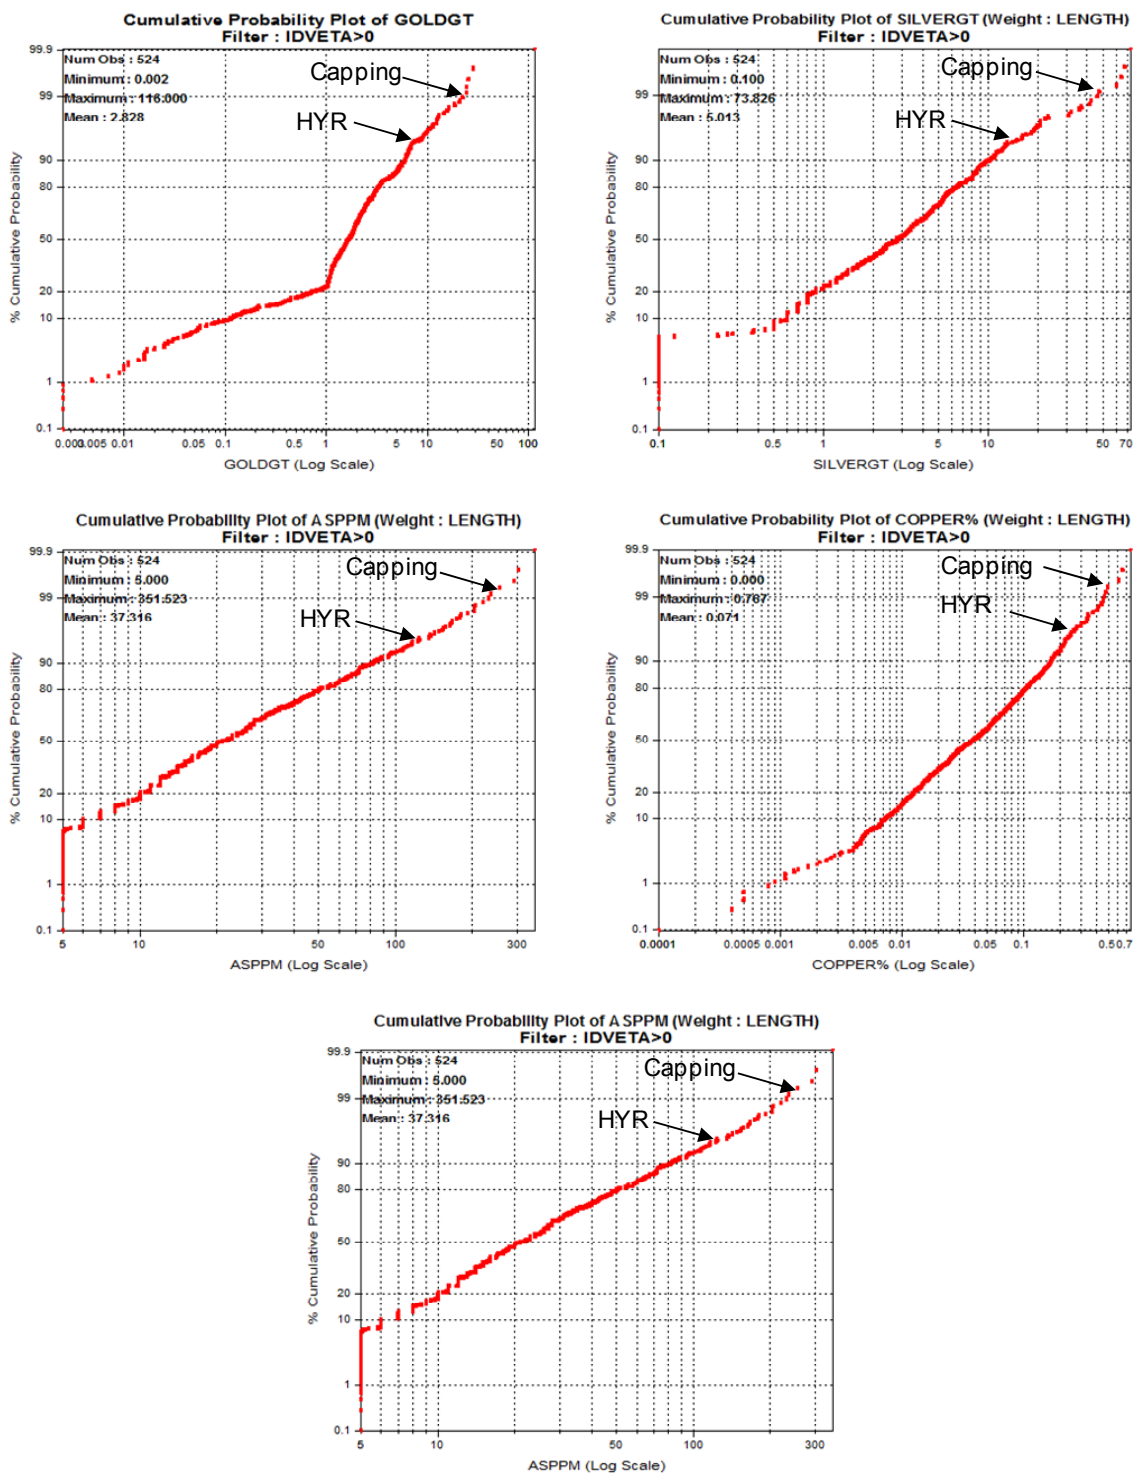 Cumulative Probability Plot of GOLDGT
Filter : IDVETA>0
Num Obs : 524
Minimum : 0.002
Maximum : 116.000
Mean : 2.828
Capping
HYR
% Cumulative Probability
99.9
99
90
80
50
20
10
1
0.1
0.005 0.01 0.05 0.1 0.5 1 5 10 50 100
GOLDGT (Log Scale)
Cumulative Probability Plot of SILVERGT (Weight : LENGTH)
Filter : IDVETA>0
Num Obs : 524
Minimum : 0.100
Maximum : 73.826
Mean : 5.013
Capping
HYR
% Cumulative Probability
99.9
99
90
80
50
20
10
1
0.1
0.1 0.5 1 5 10 50 70
SILVERGT (Log Scale)
Cumulative Probability Plot of ASPPM (Weight : LENGTH)
Filter : IDVETA>0
Num Obs : 524
Minimum : 5.000
Maximum : 351.523
Mean : 37.316
Capping
HYR
% Cumulative Probability
99.9
99
90
80
50
20
10
1
0.1
5 10 50 100 300
ASPPM (Log Scale)
Cumulative Probability Plot of COPPER% (Weight : LENGTH)
Filter : IDVETA>0
Num Obs : 524
Minimum : 0.000
Maximum : 0.767
Mean : 0.071
Capping
HYR
% Cumulative Probability
99.9
99
90
80
50
20
10
1
0.1
0.0001 0.0005 0.001 0.005 0.01 0.05 0.1 0.5 0.7
COPPER% (Log Scale)
Cumulative Probability Plot of ASPPM (Weight : LENGTH)
Filter : IDVETA>0
Num Obs : 524
Minimum : 5.000
Maximum : 351.523
Mean : 37.316
Capping
HYR
% Cumulative Probability
99.9
99
90
80
50
20
10
1
0.1
5 10 50 100 300
ASPPM (Log Scale)